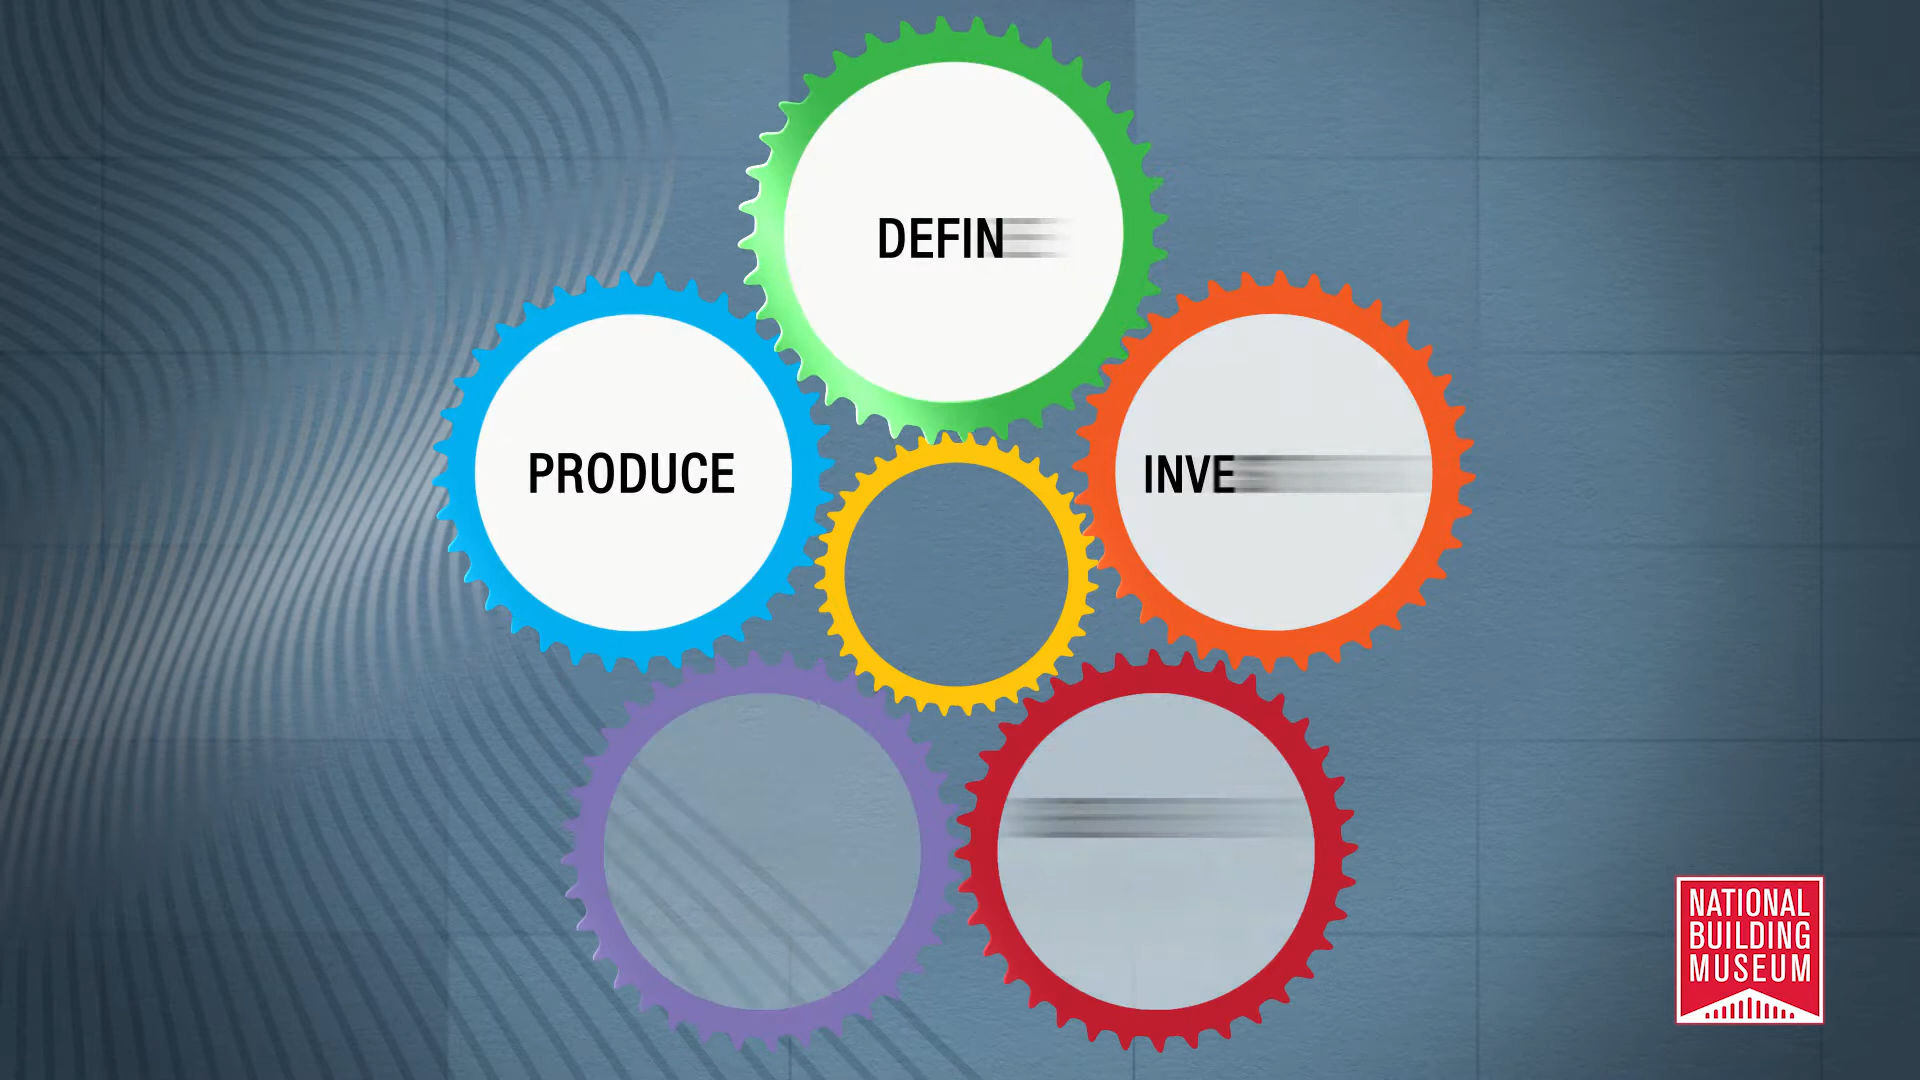 DEFIN
PRODUCE
INVE
NATIONAL
BUILDING
MUSEUM